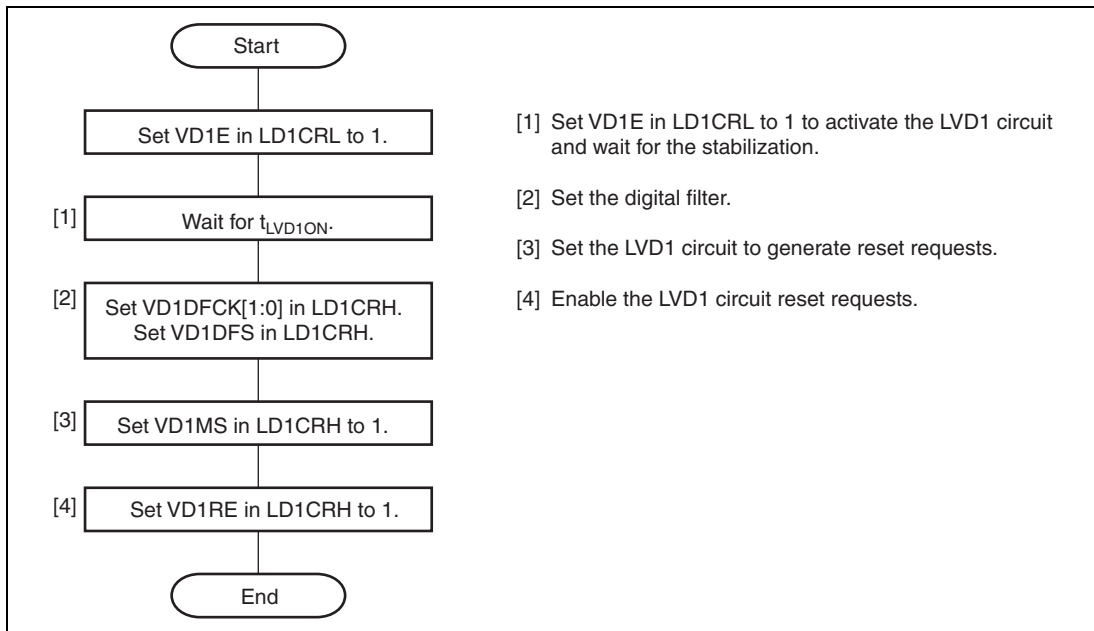 Start
Set VD1E in LD1CRL to 1.
[1] Wait for tLVD1ON.
[2] Set VD1DFCK[1:0] in LD1CRH.
Set VD1DFS in LD1CRH.
[3] Set VD1MS in LD1CRH to 1.
[4] Set VD1RE in LD1CRH to 1.
End
[1] Set VD1E in LD1CRL to 1 to activate the LVD1 circuit
and wait for the stabilization.
[2] Set the digital filter.
[3] Set the LVD1 circuit to generate reset requests.
[4] Enable the LVD1 circuit reset requests.